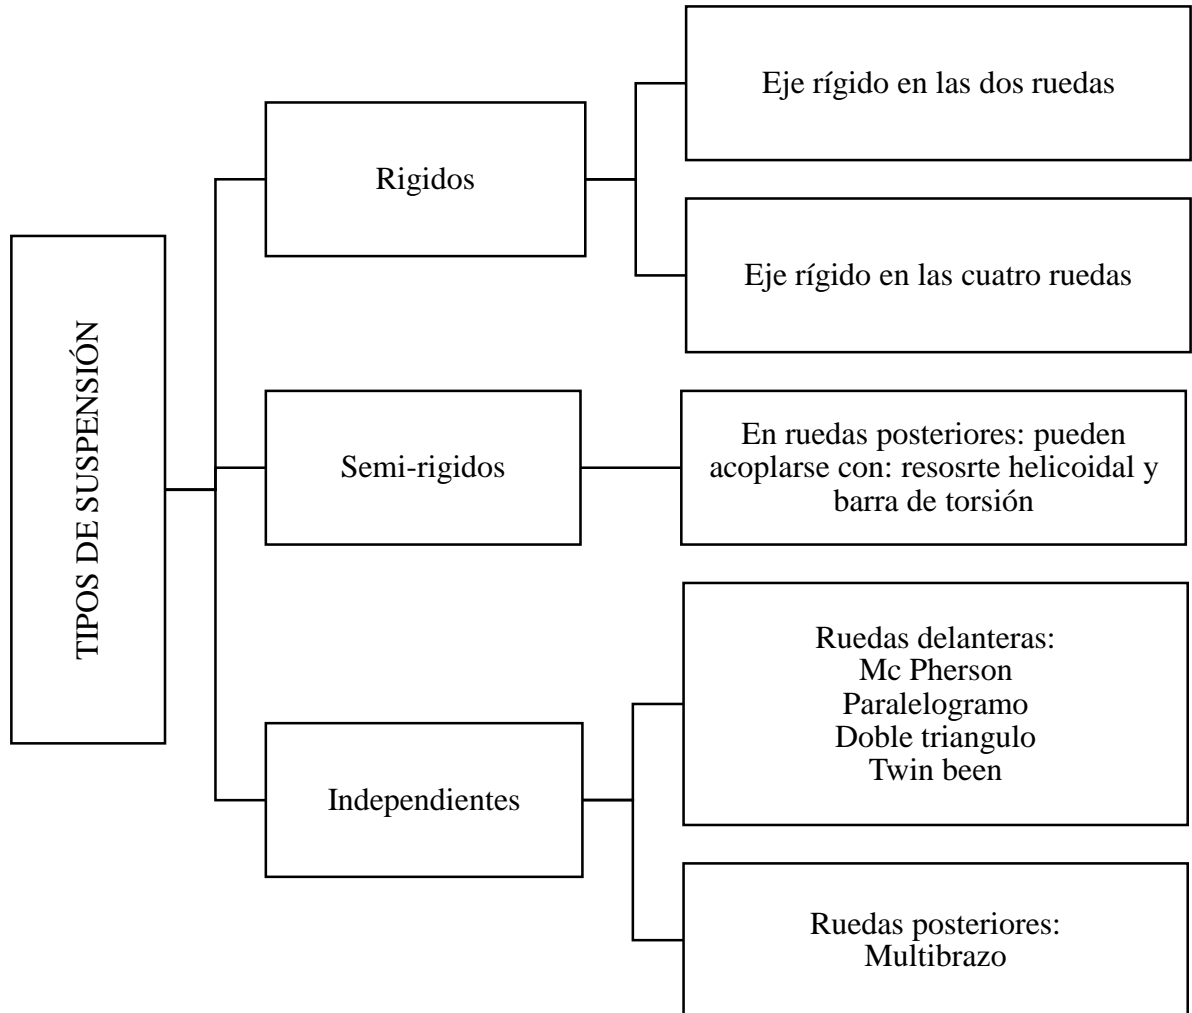 TIPOS DE SUSPENSIÓN
Rigidos
Eje rígido en las dos ruedas
Eje rígido en las cuatro ruedas
Semi-rigidos
En ruedas posteriores: pueden
acoplarse con: resosrte helicoidal y
barra de torsión
Independientes
Ruedas delanteras:
Mc Pherson
Paralelogramo
Doble triangulo
Twin been
Ruedas posteriores:
Multibrazo